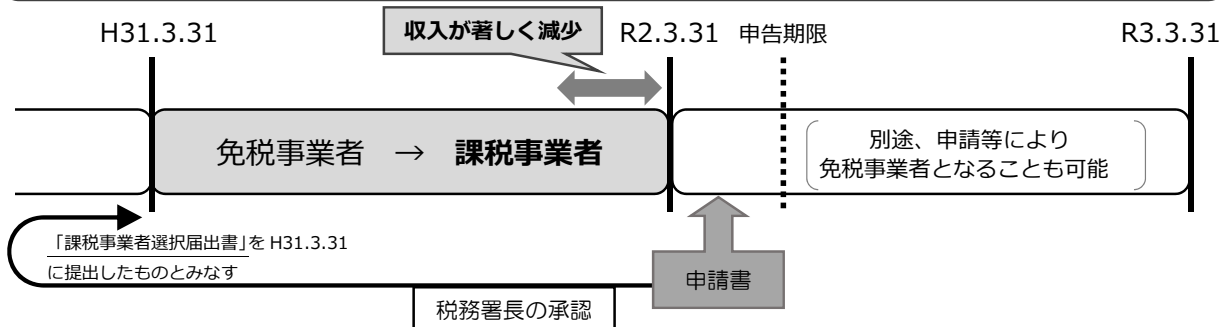 H31.3.31
収入が著しく減少
R2.3.31
申告期限
R3.3.31
免税事業者 → 課税事業者
別途、申請等により
免税事業者となることも可能
「課税事業者選択届出書」を H31.3.31
に提出したものとみなす
申請書
税務署長の承認